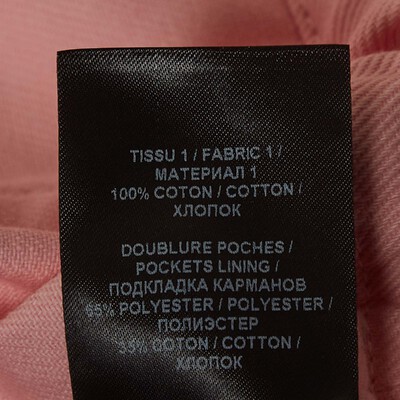 TISSU 1 / FABRIC 1 /
МАТЕРИАЛ 1
100% COTON / COTTON /
ХЛОПОК
DOUBLURE POCHES /
POCKETS LINING /
ПОДКЛАДКА КАРМАНОВ
65% POLYESTER / POLYESTER /
ПОЛИЭСТЕР
35% COTON / COTTON /
ХЛОПОК